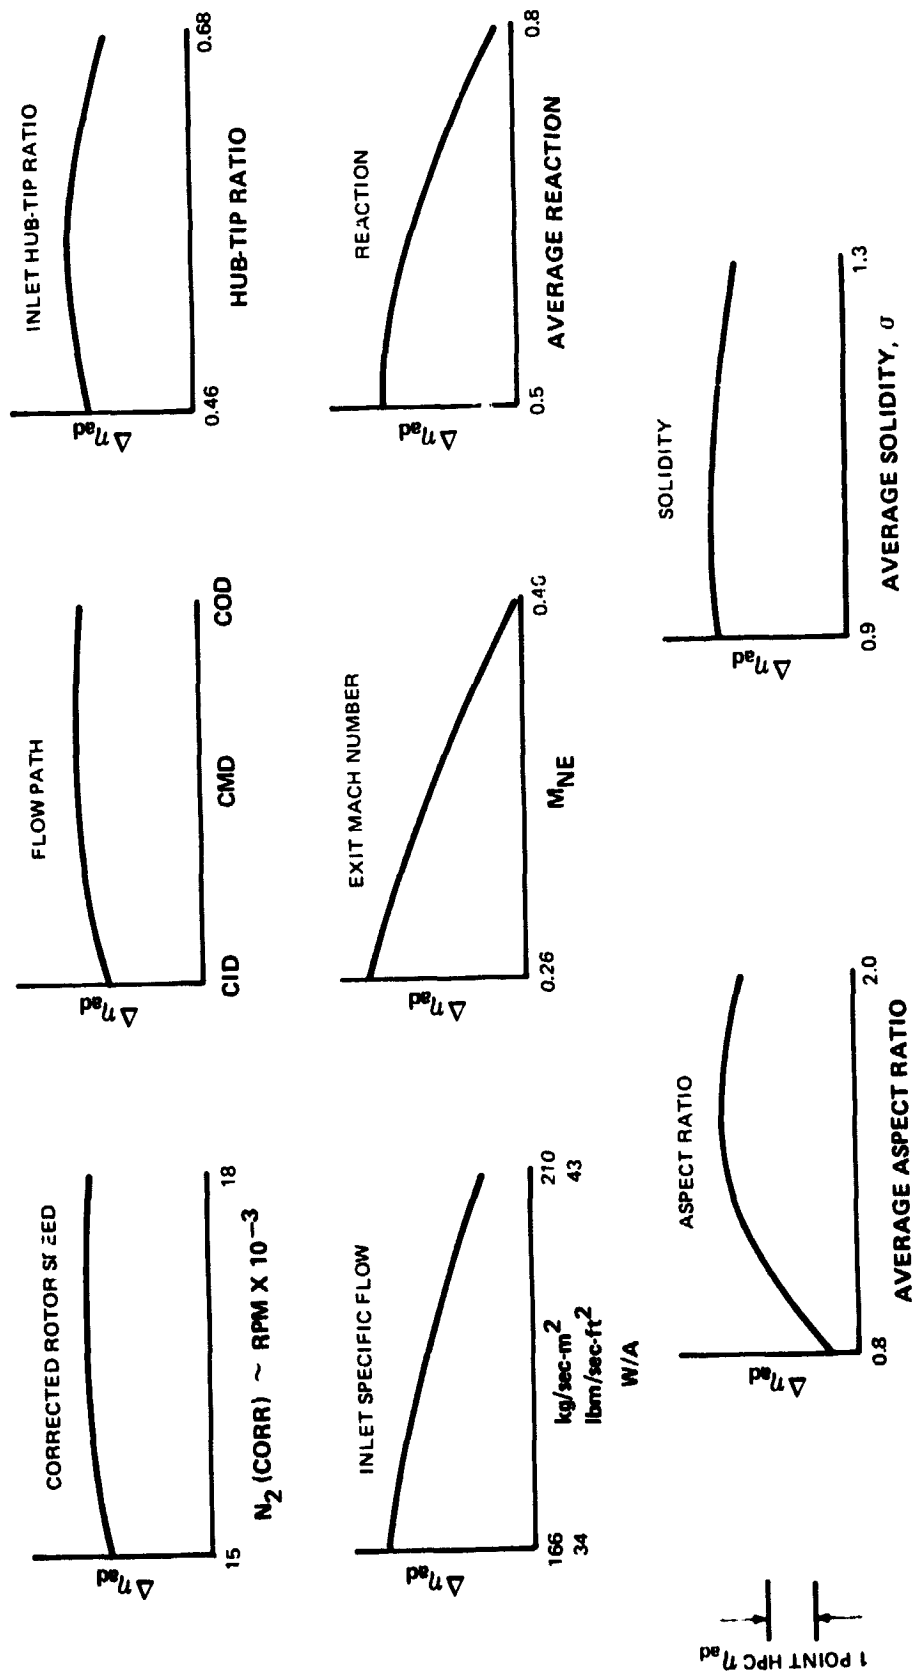 CORRECTED ROTOR SPEED
Δηad
15
18
N2 (CORR) ~ RPM X 10−3
FLOW PATH
Δηad
CID
CMD
COD
INLET HUB-TIP RATIO
Δηad
0.46
0.68
HUB-TIP RATIO
INLET SPECIFIC FLOW
Δηad
166 kg/sec-m2 210
34 lbm/sec-ft2 43
W/A
EXIT MACH NUMBER
Δηad
0.26
0.40
MNE
REACTION
Δηad
0.5
0.8
AVERAGE REACTION
1 POINT HPC ηad
ASPECT RATIO
Δηad
0.8
2.0
AVERAGE ASPECT RATIO
SOLIDITY
Δηad
0.9
1.3
AVERAGE SOLIDITY, σ